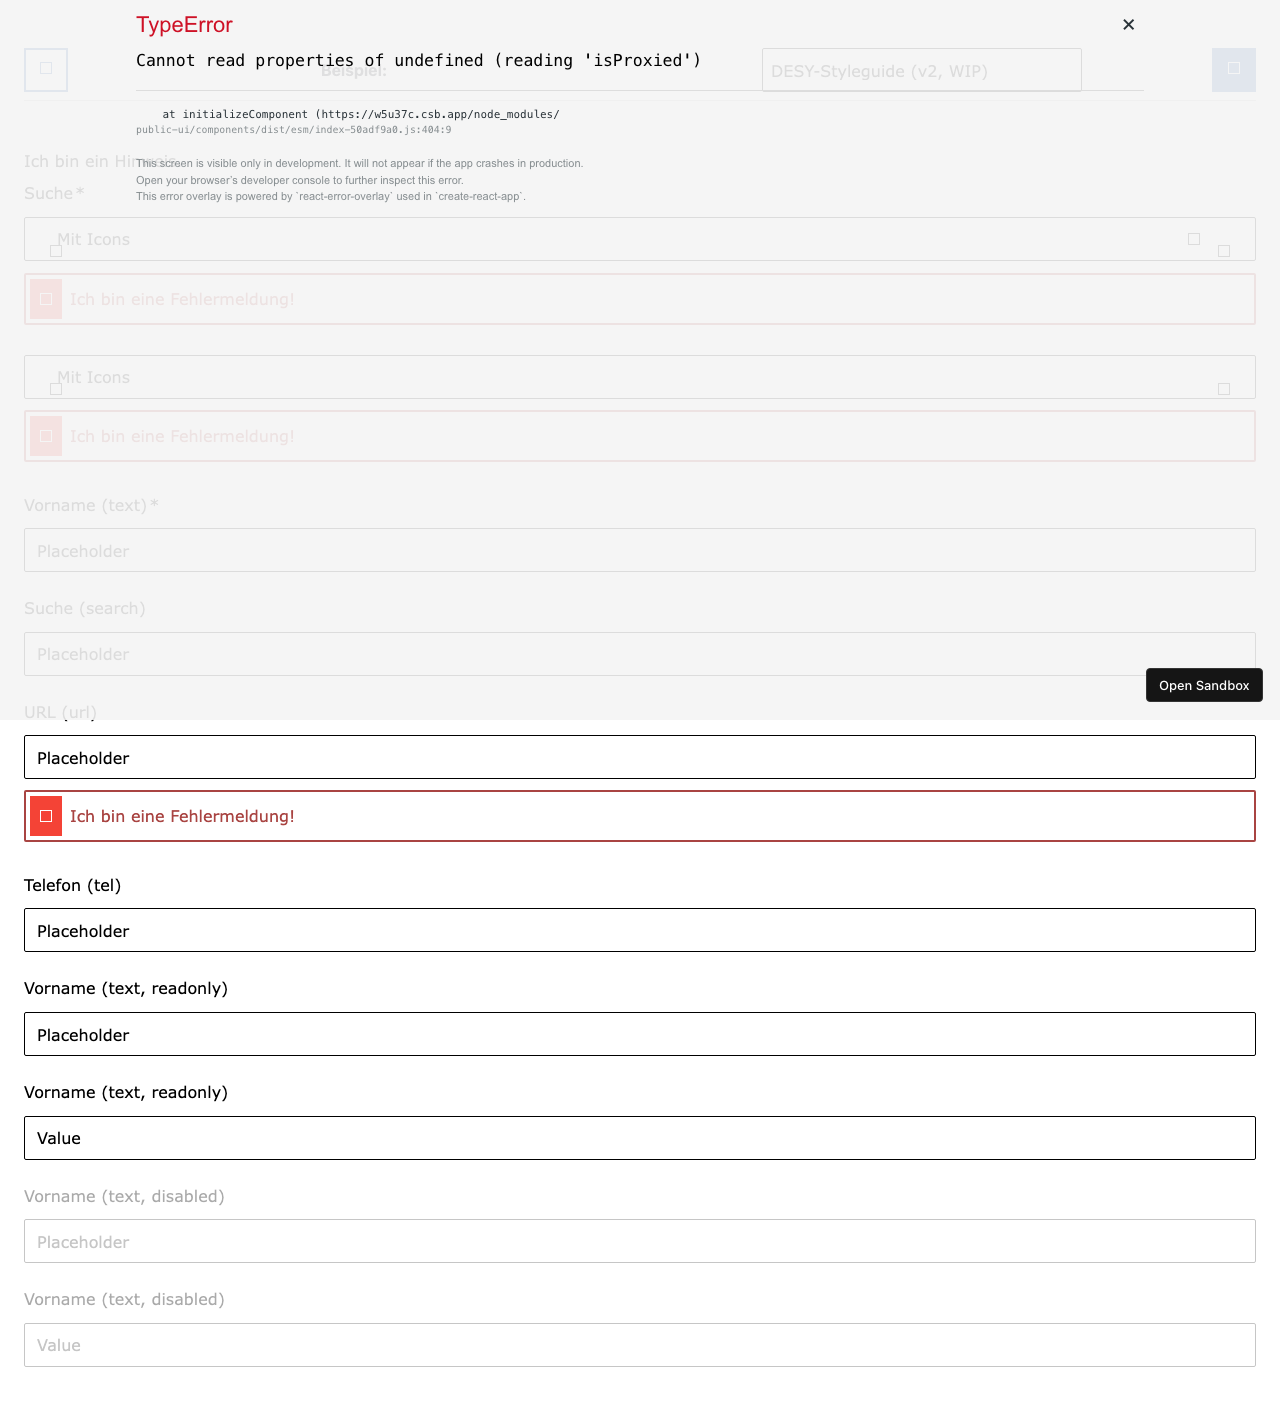 TypeError
Cannot read properties of undefined (reading 'isProxied')
Beispiel:
DESY-Styleguide (v2, WIP)
at initializeComponent (https://w5u37c.csb.app/node_modules/
public-ui/components/dist/esm/index-50adf9a0.js:404:9
Ich bin ein Hinweis
This screen is visible only in development. It will not appear if the app crashes in production.
Open your browser's developer console to further inspect this error.
Suche*
This error overlay is powered by `react-error-overlay` used in `create-react-app`.
Mit Icons
Ich bin eine Fehlermeldung!
Mit Icons
Ich bin eine Fehlermeldung!
Vorname (text)*
Placeholder
Suche (search)
Placeholder
Open Sandbox
URL (url)
Placeholder
Ich bin eine Fehlermeldung!
Telefon (tel)
Placeholder
Vorname (text, readonly)
Placeholder
Vorname (text, readonly)
Value
Vorname (text, disabled)
Placeholder
Vorname (text, disabled)
Value